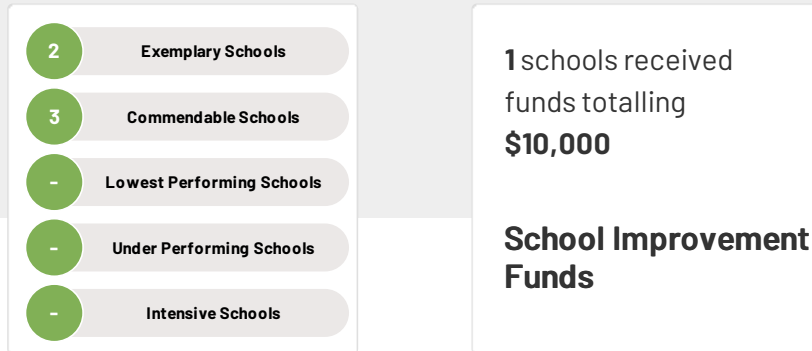 2 Exemplary Schools
3 Commendable Schools
- Lowest Performing Schools
- Under Performing Schools
- Intensive Schools
1 schools received
funds totalling
$10,000
School Improvement
Funds